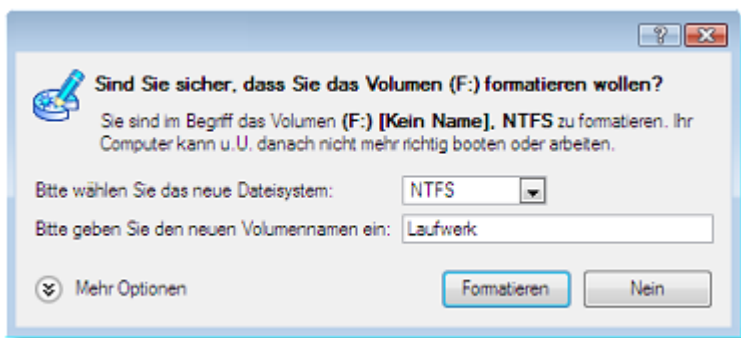 Sind Sie sicher, dass Sie das Volumen (F:) formatieren wollen?
Sie sind im Begriff das Volumen (F:) [Kein Name], NTFS zu formatieren. Ihr
Computer kann u.U. danach nicht mehr richtig booten oder arbeiten.
Bitte wählen Sie das neue Dateisystem: NTFS
Bitte geben Sie den neuen Volumennamen ein: Laufwerk
Mehr Optionen Formatieren Nein